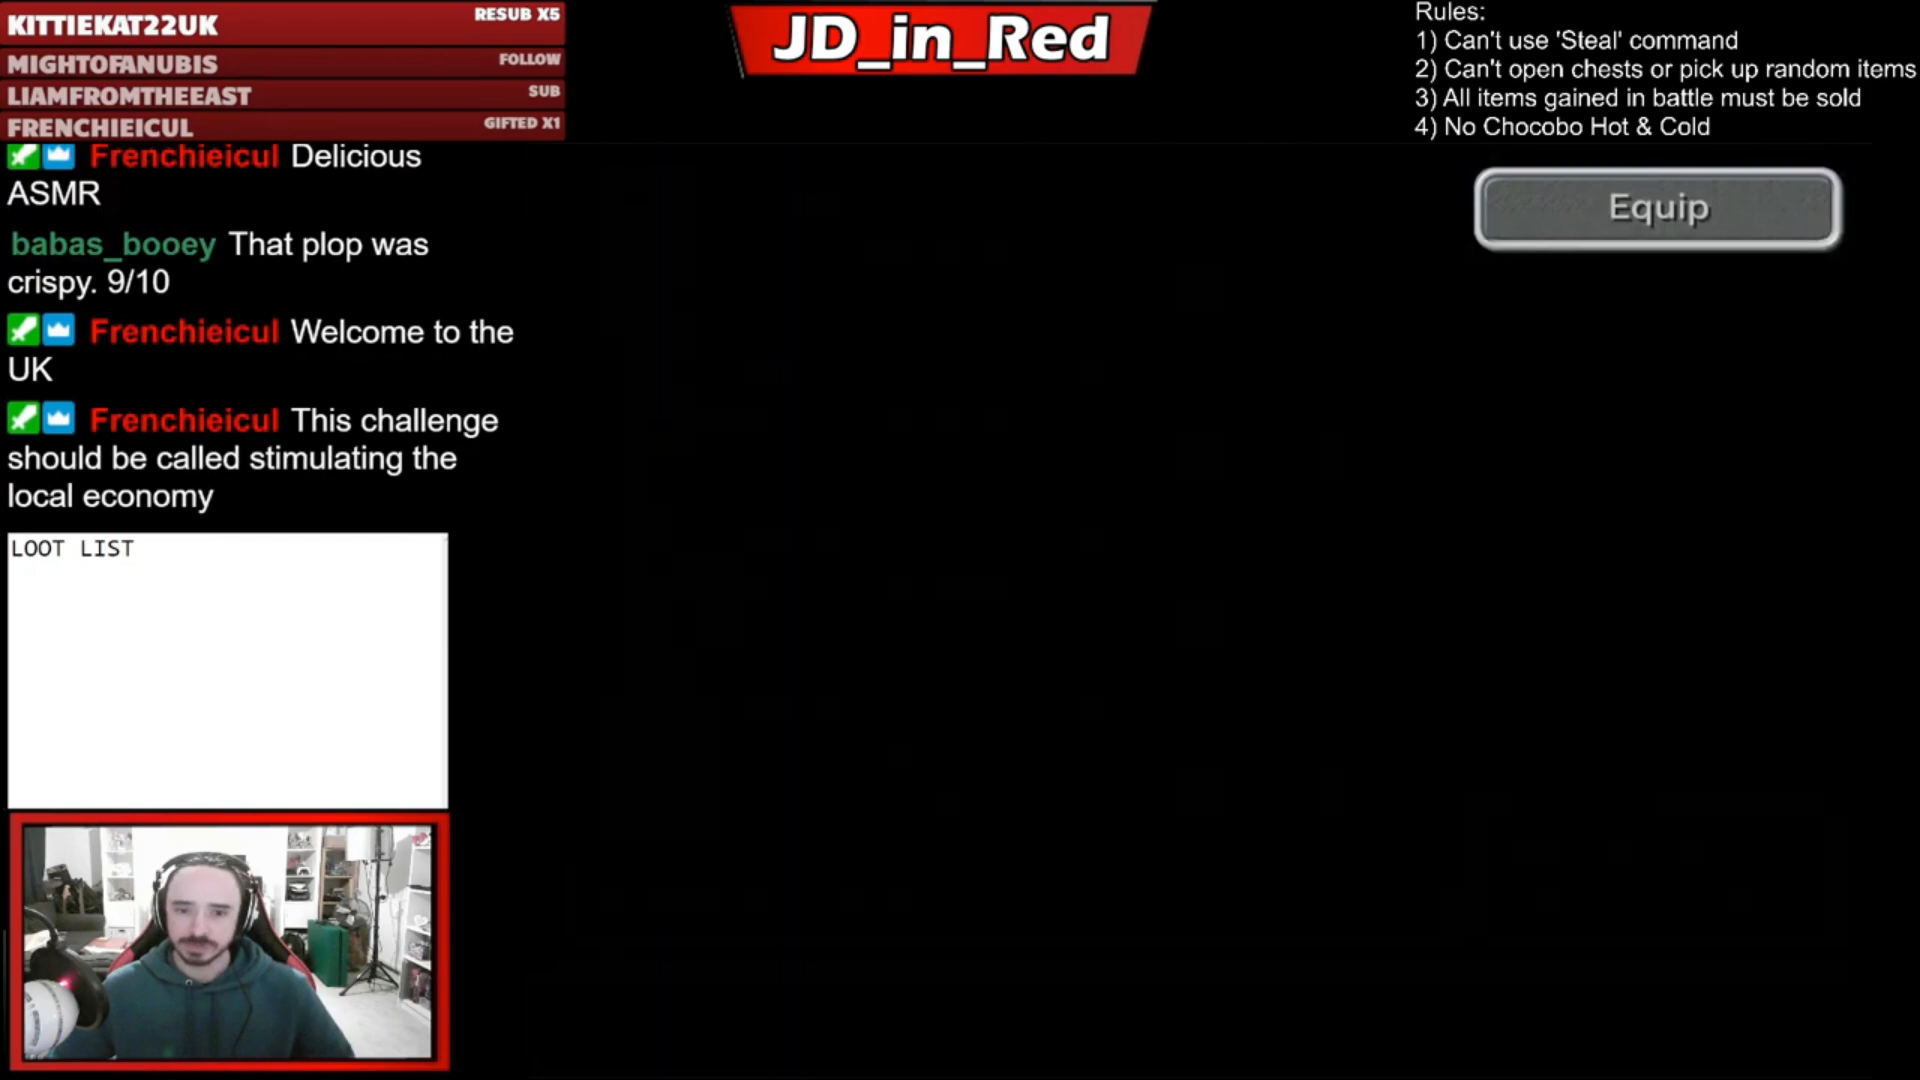 KITTIEKAT22UK RESUB X5
MIGHTOFANUBIS FOLLOW
LIAMFROMTHEEAST SUB
FRENCHIEICUL GIFTED X1
JD_in_Red
Rules:
1) Can't use 'Steal' command
2) Can't open chests or pick up random items
3) All items gained in battle must be sold
4) No Chocobo Hot & Cold
Equip
Frenchieicul Delicious
ASMR
babas_booey That plop was
crispy. 9/10
Frenchieicul Welcome to the
UK
Frenchieicul This challenge
should be called stimulating the
local economy
LOOT LIST